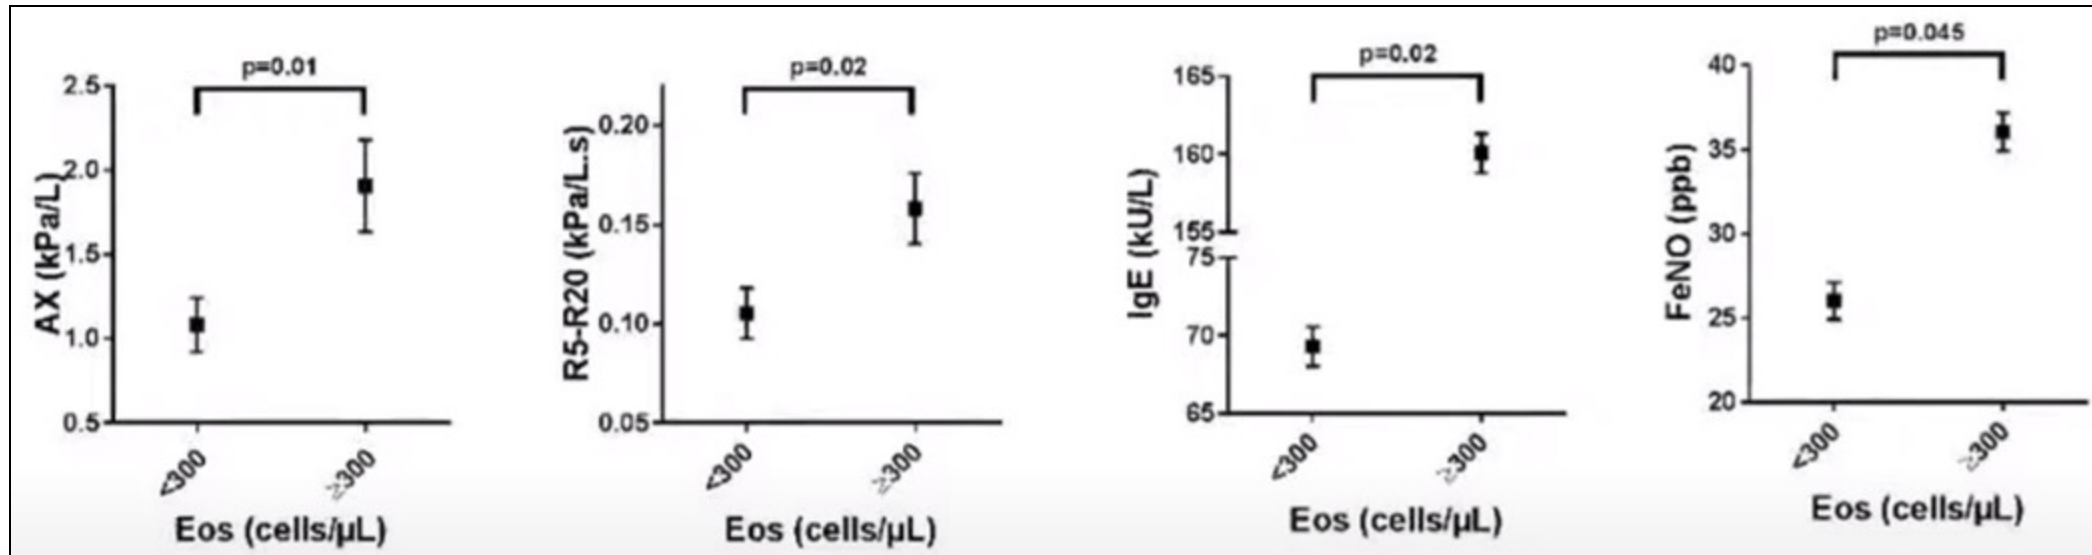 p=0.01
2.5
2.0
1.5
1.0
0.5
AX (kPa/L)
<300
≥300
Eos (cells/µL)
p=0.02
0.20
0.15
0.10
0.05
R5-R20 (kPa/L.s)
<300
≥300
Eos (cells/µL)
p=0.02
165
160
155
75
70
65
IgE (kU/L)
<300
≥300
Eos (cells/µL)
p=0.045
40
35
30
25
20
FeNO (ppb)
<300
≥300
Eos (cells/µL)